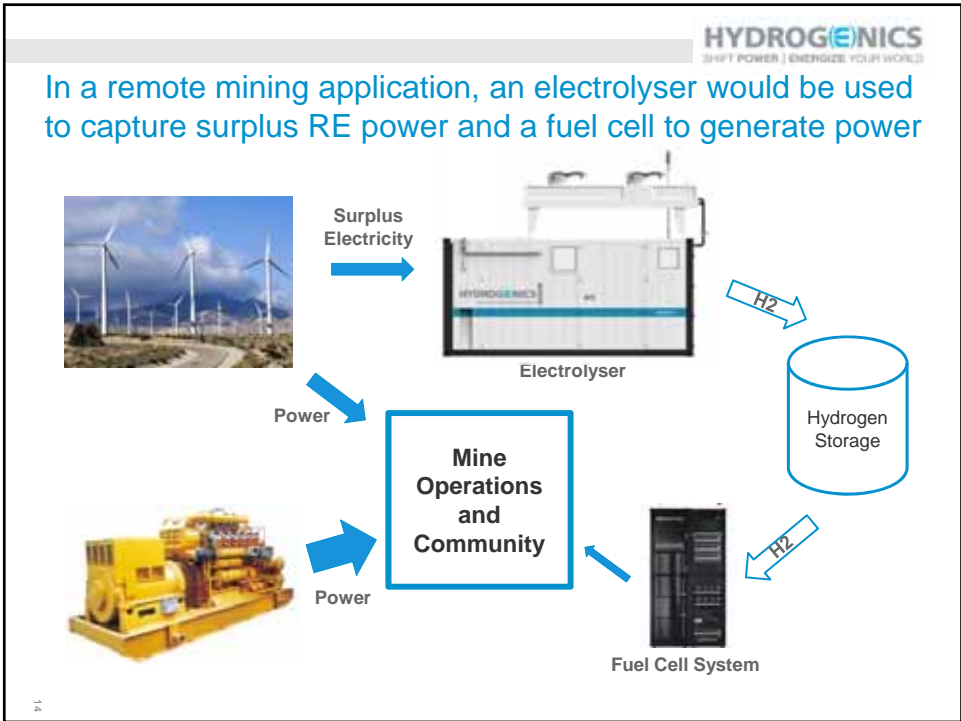 HYDROG(E)NICS
SHIFT POWER | ENERGIZE YOUR WORLD
In a remote mining application, an electrolyser would be used
to capture surplus RE power and a fuel cell to generate power
Surplus
Electricity
HYDROGENICS
H2
Electrolyser
Power
Hydrogen
Storage
Mine
Operations
and
Community
H2
Power
Fuel Cell System
14